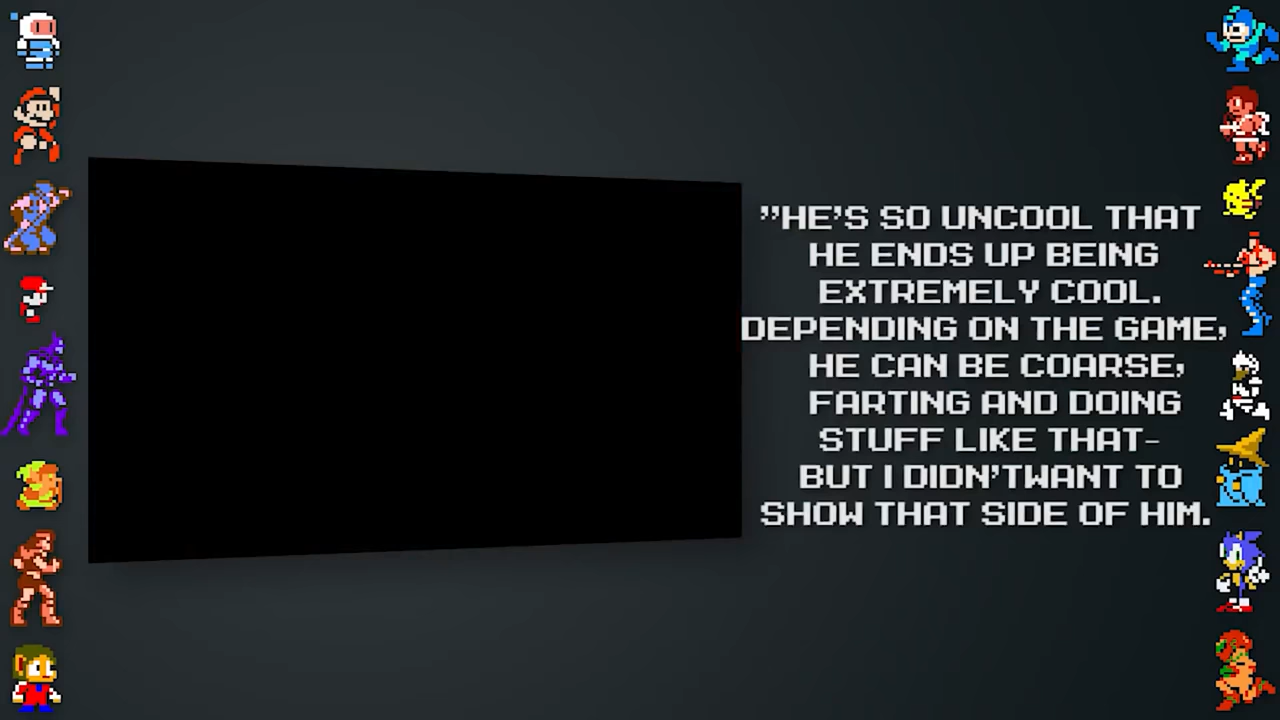 ”HE’S SO UNCOOL THAT
HE ENDS UP BEING
EXTREMELY COOL.
DEPENDING ON THE GAME,
HE CAN BE COARSE,
FARTING AND DOING
STUFF LIKE THAT-
BUT I DIDN’TWANT TO
SHOW THAT SIDE OF HIM.